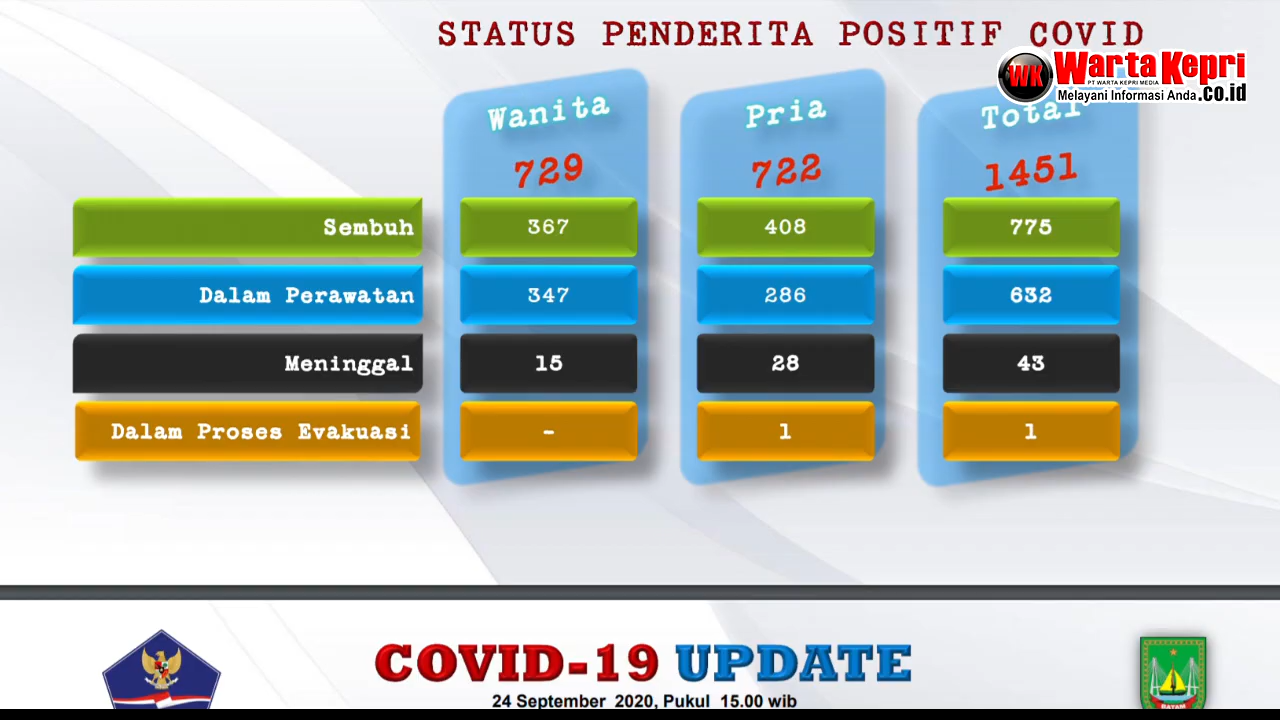 STATUS PENDERITA POSITIF COVID
WK Warta Kepri
PT WARTA KEPRI MEDIA
Melayani Informasi Anda .co.id
Wanita Pria Total
729 722 1451
Sembuh 367 408 775
Dalam Perawatan 347 286 632
Meninggal 15 28 43
Dalam Proses Evakuasi - 1 1
COVID-19 UPDATE
24 September 2020, Pukul 15.00 wib
BATAM